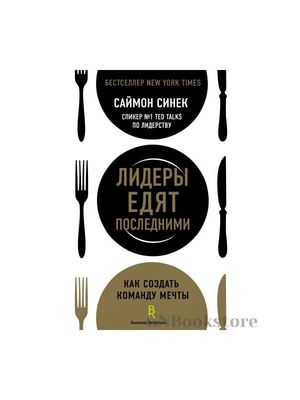 БЕСТСЕЛЛЕР NEW YORK TIMES
САЙМОН СИНЕК
СПИКЕР №1 TED TALKS
ПО ЛИДЕРСТВУ
ЛИДЕРЫ
ЕДЯТ
ПОСЛЕДНИМИ
КАК СОЗДАТЬ
КОМАНДУ МЕЧТЫ
Bookstore